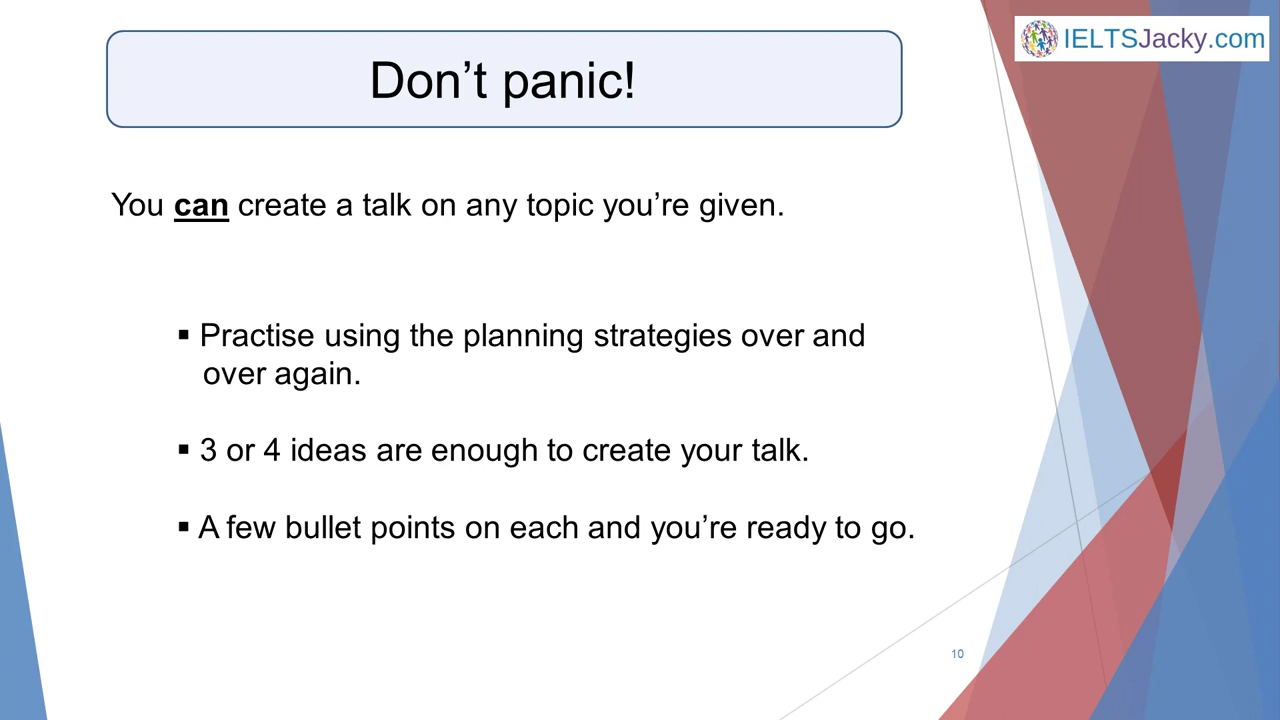 IELTSJacky.com
Don’t panic!
You can create a talk on any topic you’re given.
▪ Practise using the planning strategies over and
over again.
▪ 3 or 4 ideas are enough to create your talk.
▪ A few bullet points on each and you’re ready to go.
10